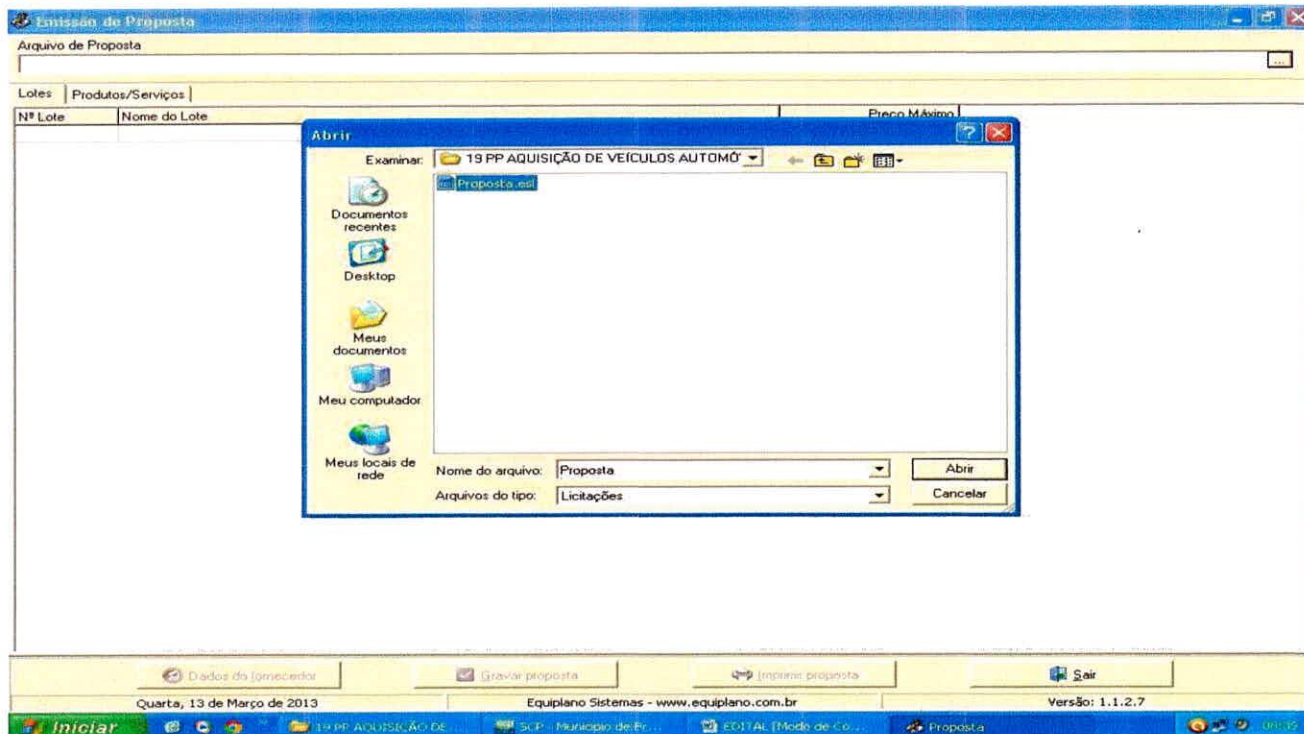 Emissão de Proposta
Arquivo de Proposta
...
Lotes Produtos/Serviços
Nº Lote Nome do Lote Preço Máximo
Abrir
Examinar: 19 PP AQUISIÇÃO DE VEÍCULOS AUTOMÓ
Proposta.esl
Documentos recentes
Desktop
Meus documentos
Meu computador
Meus locais de rede
Nome do arquivo: Proposta Abrir
Arquivos do tipo: Licitações Cancelar
Dados do fornecedor Gravar proposta Imprimir proposta Sair
Quarta, 13 de Março de 2013 Equiplano Sistemas - www.equiplano.com.br Versão: 1.1.2.7
Iniciar 19 PP AQUISIÇÃO DE ... SCP - Município de Br... EDITAL [Modo de Co... Proposta